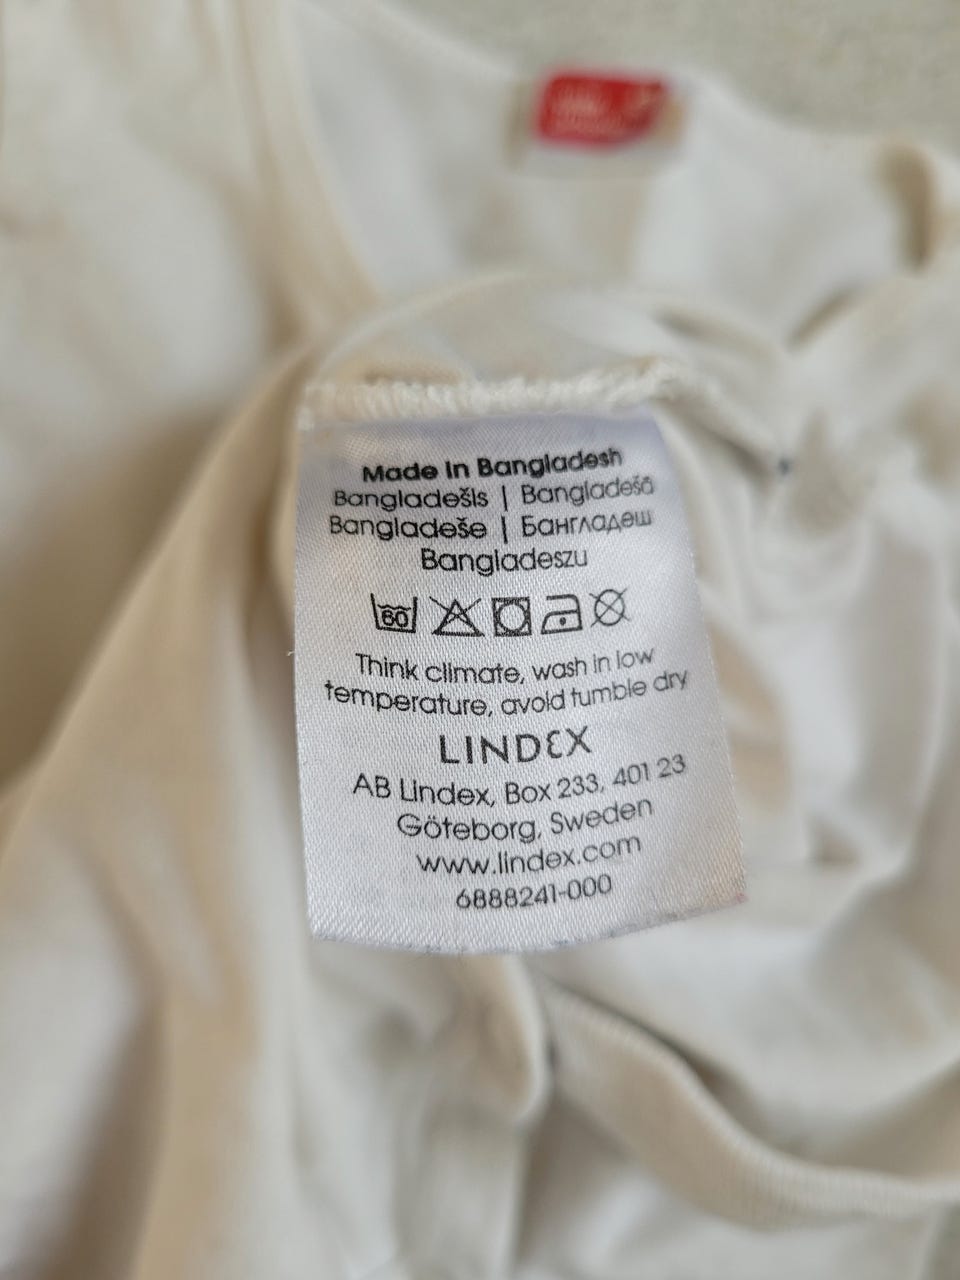 Made in Bangladesh
Bangladešis | Bangladešā
Bangladeše | Бангладеш
Bangladeszu
60
Think climate, wash in low
temperature, avoid tumble dry
LINDEX
AB Lindex, Box 233, 401 23
Göteborg, Sweden
www.lindex.com
6888241-000